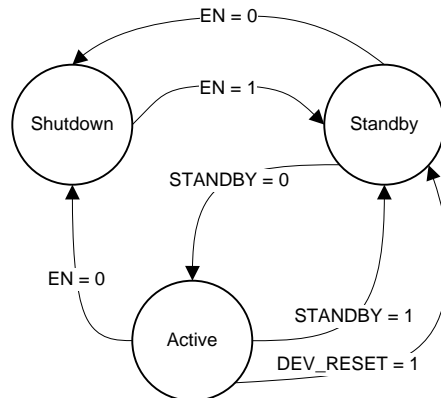 EN = 0
EN = 1
Shutdown
Standby
STANDBY = 0
EN = 0
STANDBY = 1
Active
DEV_RESET = 1